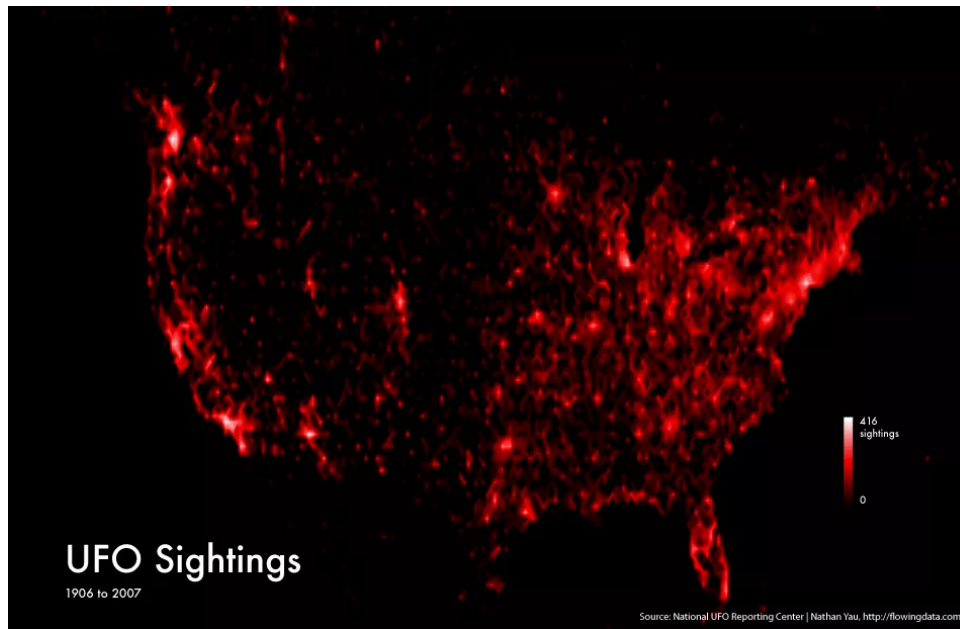 416
sightings
0
UFO Sightings
1906 to 2007
Source: National UFO Reporting Center | Nathan Yau, http://flowingdata.com